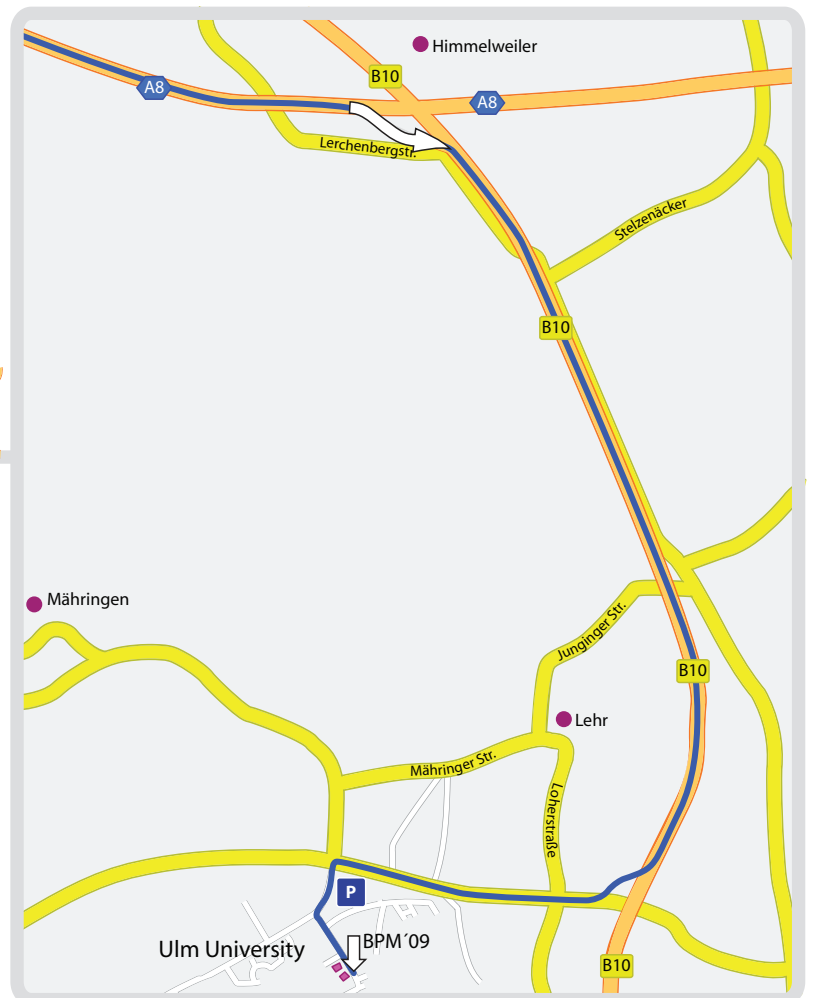 Himmelweiler
B10
A8
A8
Lerchenbergstr.
Stelzenäcker
B10
Mähringen
Junginger Str.
B10
Lehr
Mähringer Str.
Loherstraße
P
BPM´09
Ulm University
B10